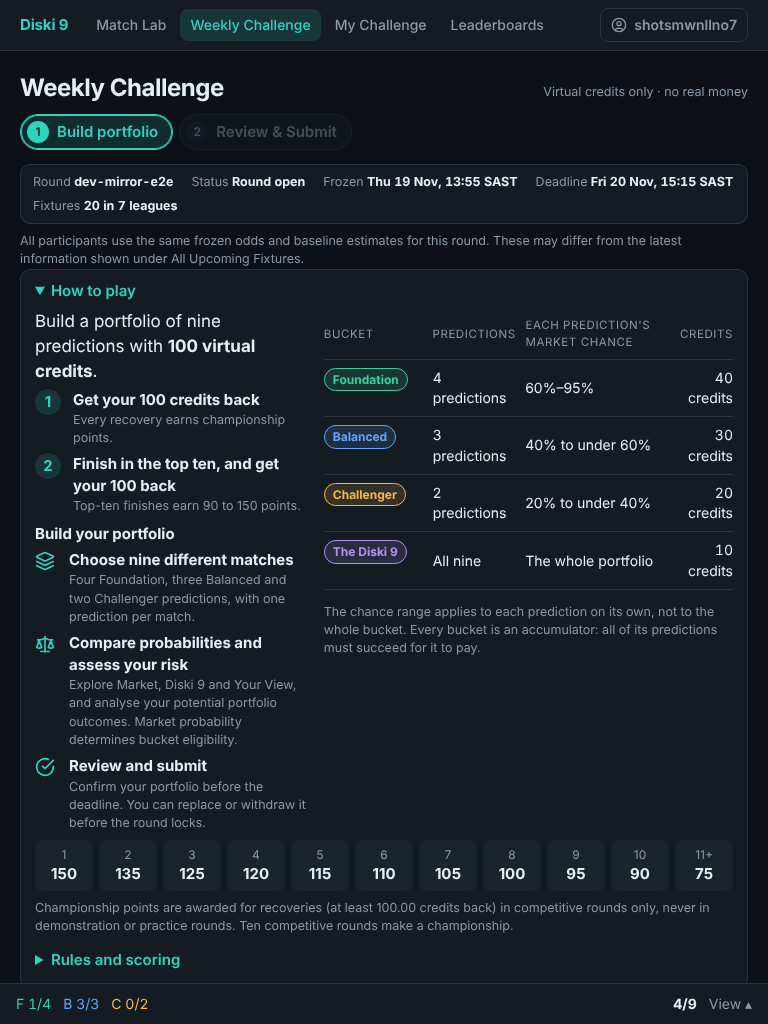 Diski 9 Match Lab Weekly Challenge My Challenge Leaderboards shotsmwnllno7
Weekly Challenge
Virtual credits only · no real money
1 Build portfolio 2 Review & Submit
Round dev-mirror-e2e Status Round open Frozen Thu 19 Nov, 13:55 SAST Deadline Fri 20 Nov, 15:15 SAST
Fixtures 20 in 7 leagues
All participants use the same frozen odds and baseline estimates for this round. These may differ from the latest
information shown under All Upcoming Fixtures.
▼ How to play
Build a portfolio of nine
predictions with 100 virtual
credits.
1 Get your 100 credits back
Every recovery earns championship
points.
2 Finish in the top ten, and get
your 100 back
Top-ten finishes earn 90 to 150 points.
Build your portfolio
Choose nine different matches
Four Foundation, three Balanced and
two Challenger predictions, with one
prediction per match.
Compare probabilities and
assess your risk
Explore Market, Diski 9 and Your View,
and analyse your potential portfolio
outcomes. Market probability
determines bucket eligibility.
Review and submit
Confirm your portfolio before the
deadline. You can replace or withdraw it
before the round locks.
BUCKET PREDICTIONS EACH PREDICTION'S
MARKET CHANCE CREDITS
Foundation 4
predictions 60%–95% 40
credits
Balanced 3
predictions 40% to under 60% 30
credits
Challenger 2
predictions 20% to under 40% 20
credits
The Diski 9 All nine The whole portfolio 10
credits
The chance range applies to each prediction on its own, not to the
whole bucket. Every bucket is an accumulator: all of its predictions
must succeed for it to pay.
1 2 3 4 5 6 7 8 9 10 11+
150 135 125 120 115 110 105 100 95 90 75
Championship points are awarded for recoveries (at least 100.00 credits back) in competitive rounds only, never in
demonstration or practice rounds. Ten competitive rounds make a championship.
▶ Rules and scoring
F 1/4 B 3/3 C 0/2 4/9 View ▴